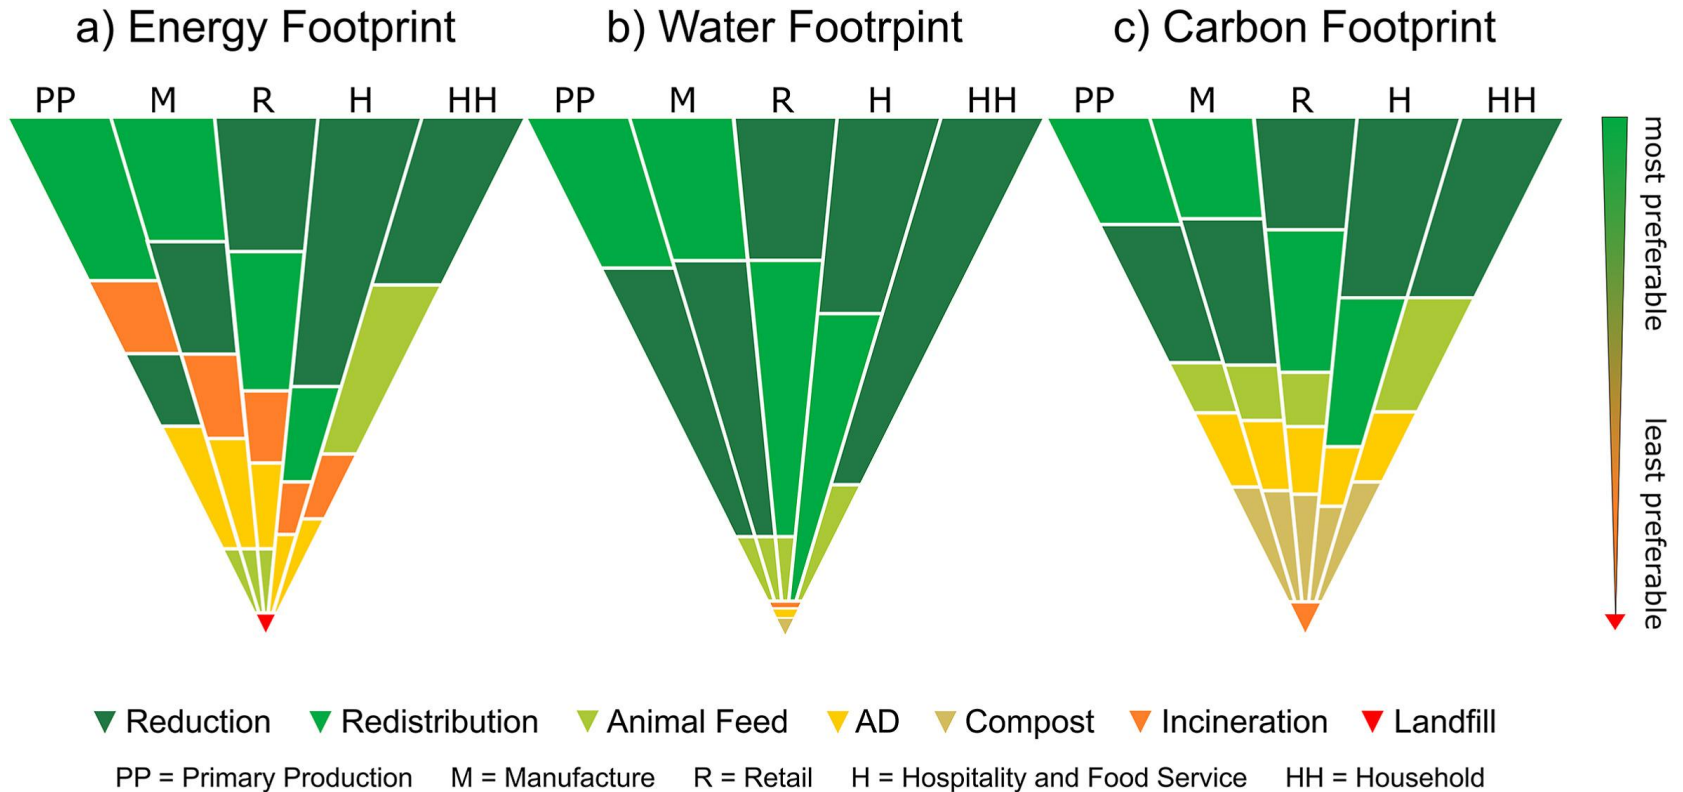 a) Energy Footprint
b) Water Footrpint
c) Carbon Footprint
PP M R H HH
PP M R H HH
PP M R H HH
most preferable
least preferable
Reduction Redistribution Animal Feed AD Compost Incineration Landfill
PP = Primary Production M = Manufacture R = Retail H = Hospitality and Food Service HH = Household